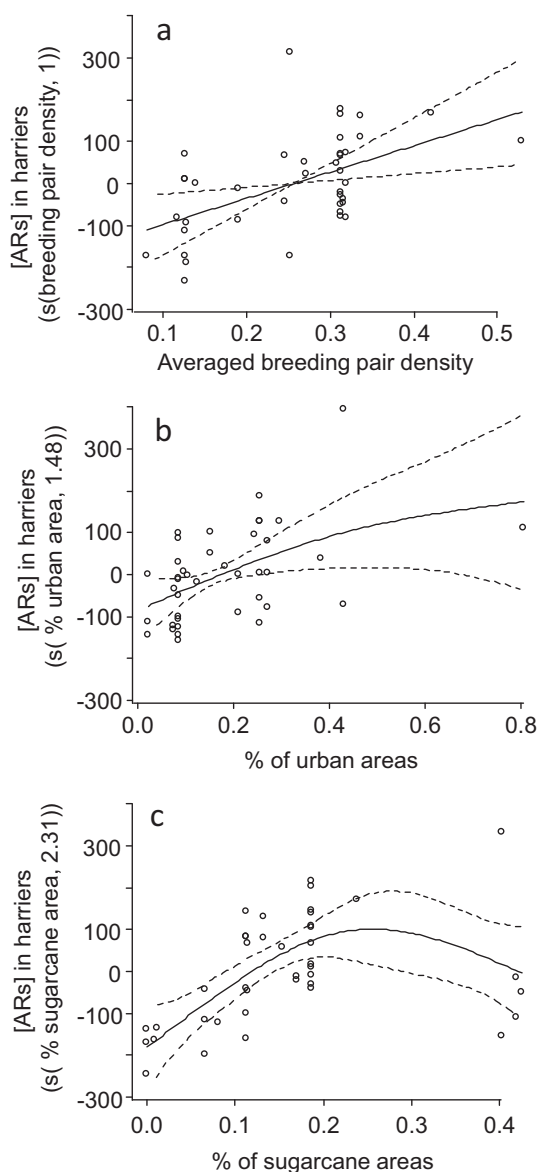 a
[ARs] in harriers
(s(breeding pair density, 1))
300
100
0
-100
-300
0.1 0.2 0.3 0.4 0.5
Averaged breeding pair density
b
[ARs] in harriers
(s( % urban area, 1.48))
300
100
0
-100
-300
0.0 0.2 0.4 0.6 0.8
% of urban areas
c
[ARs] in harriers
(s( % sugarcane area, 2.31))
300
100
0
-100
-300
0.0 0.1 0.2 0.3 0.4
% of sugarcane areas